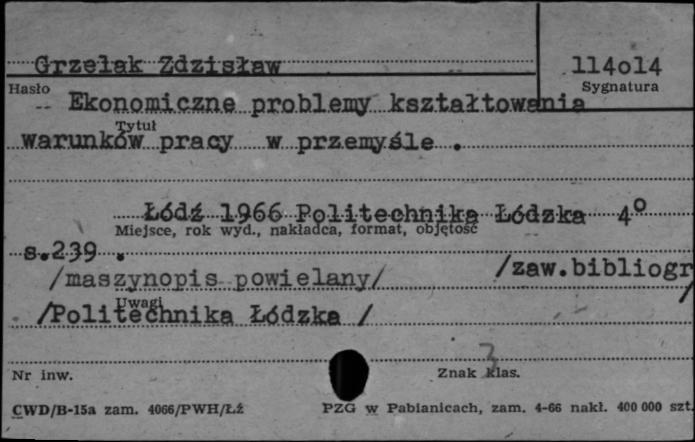 Grzelak Zdzisław 114o14
Hasło Sygnatura
-- Ekonomiczne problemy kształtowania
Tytuł
warunków pracy w przemyśle .
Łódź 1966 Politechnika Łódzka 4°
Miejsce, rok wyd., nakładca, format, objętość
s.239 .
/maszynopis powielany/ /zaw.bibliogr
/
Uwagi
/Politechnika Łódzka /
3
Nr inw. Znak klas.
CWD/B-15a zam. 4066/PWH/Łź PZG w Pabianicach, zam. 4-66 nakł. 400 000 szt.